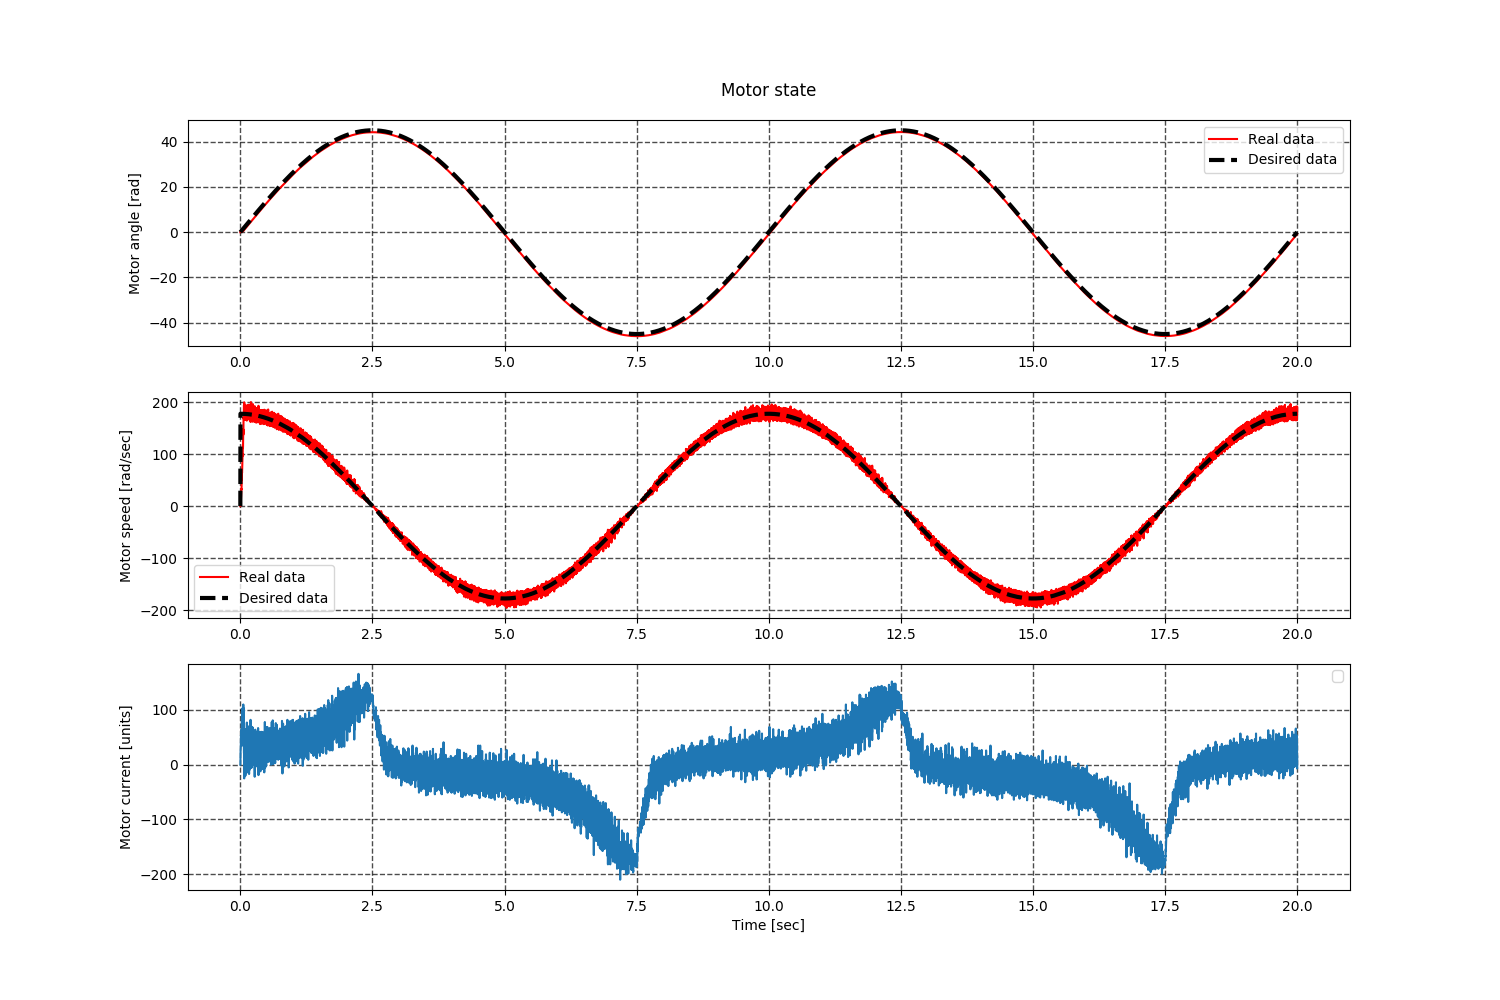 Motor state
Motor angle [rad]
40
20
0
−20
−40
Real data
Desired data
0.0 2.5 5.0 7.5 10.0 12.5 15.0 17.5 20.0
Motor speed [rad/sec]
200
100
0
−100
−200
Real data
Desired data
0.0 2.5 5.0 7.5 10.0 12.5 15.0 17.5 20.0
Motor current [units]
100
0
−100
−200
0.0 2.5 5.0 7.5 10.0 12.5 15.0 17.5 20.0
Time [sec]